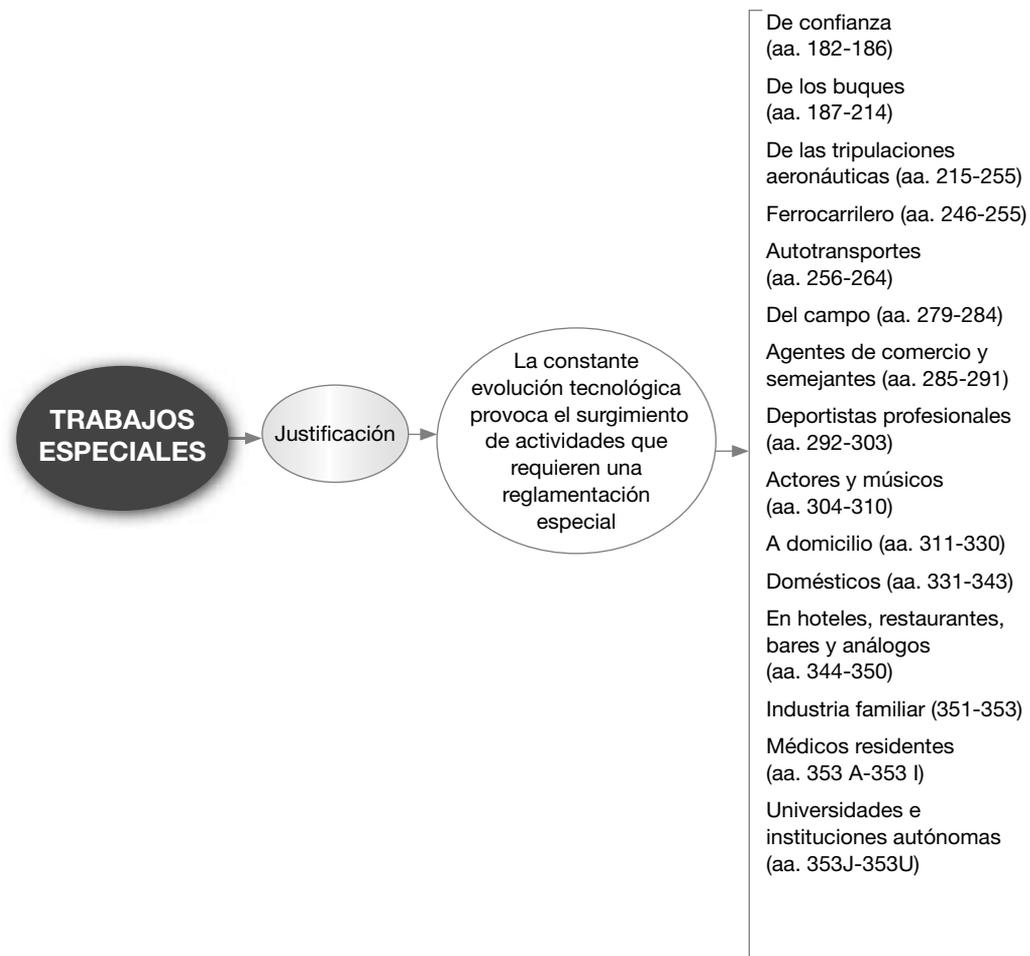 TRABAJOS
ESPECIALES
Justificación
La constante
evolución tecnológica
provoca el surgimiento
de actividades que
requieren una
reglamentación
especial
De confianza
(aa. 182-186)
De los buques
(aa. 187-214)
De las tripulaciones
aeronáuticas (aa. 215-255)
Ferrocarrilero (aa. 246-255)
Autotransportes
(aa. 256-264)
Del campo (aa. 279-284)
Agentes de comercio y
semejantes (aa. 285-291)
Deportistas profesionales
(aa. 292-303)
Actores y músicos
(aa. 304-310)
A domicilio (aa. 311-330)
Domésticos (aa. 331-343)
En hoteles, restaurantes,
bares y análogos
(aa. 344-350)
Industria familiar (351-353)
Médicos residentes
(aa. 353 A-353 I)
Universidades e
instituciones autónomas
(aa. 353J-353U)